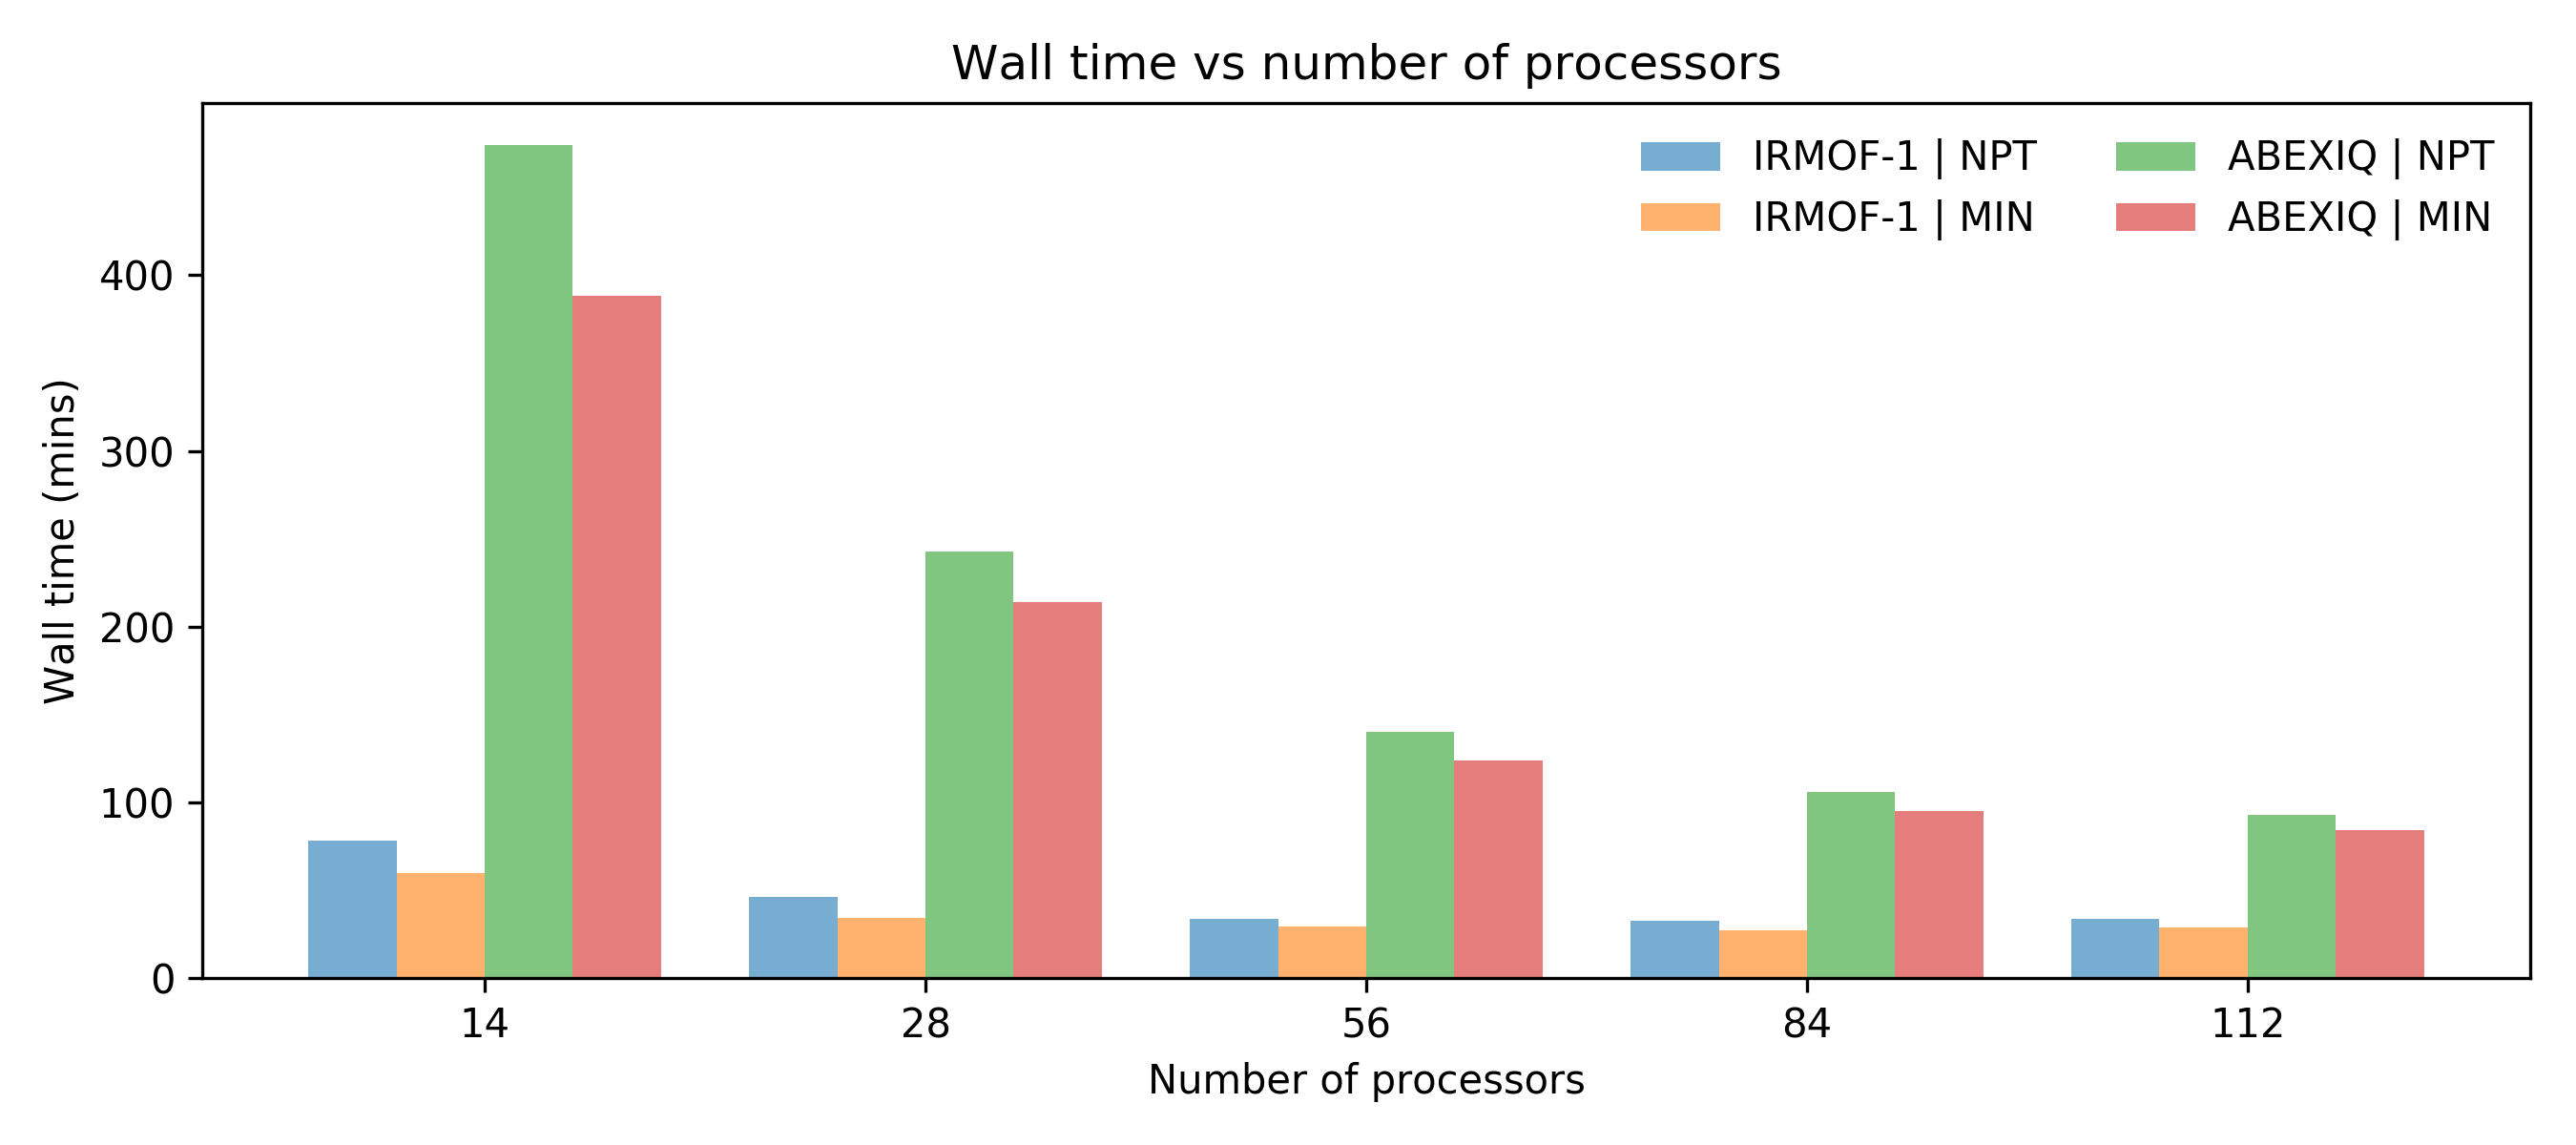 Wall time vs number of processors
IRMOF-1 | NPT
IRMOF-1 | MIN
ABEXIQ | NPT
ABEXIQ | MIN
Wall time (mins)
400
300
200
100
0
14
28
56
84
112
Number of processors